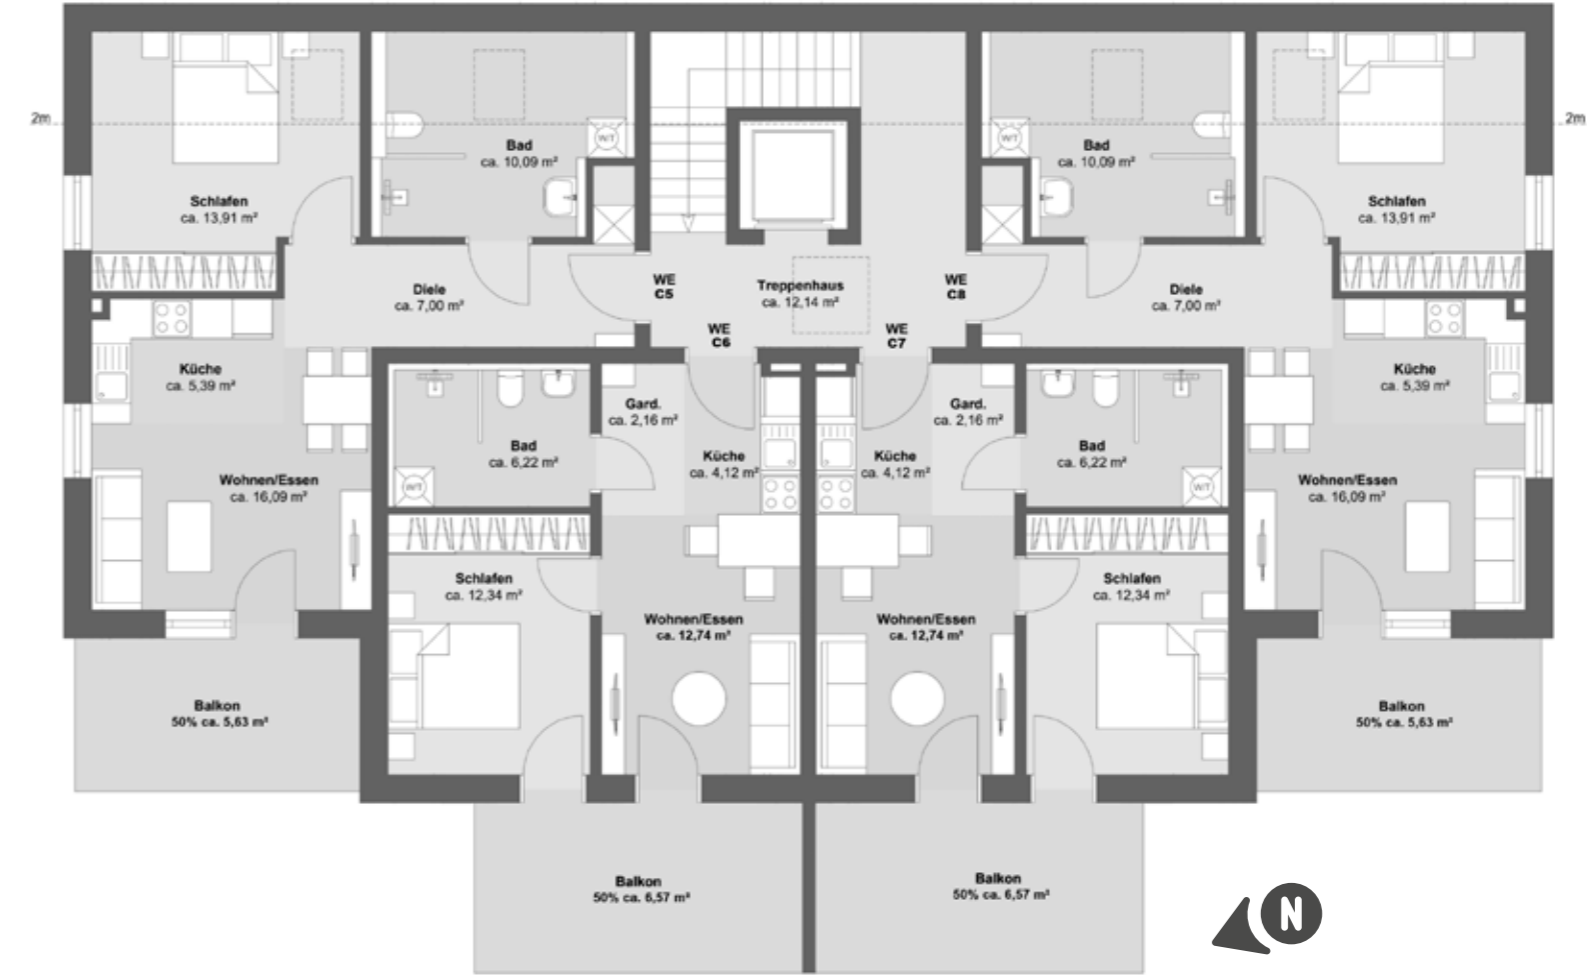 2m
2m
Bad
ca. 10,09 m²
Bad
ca. 10,09 m²
W/T
W/T
Schlafen
ca. 13,91 m²
Schlafen
ca. 13,91 m²
Diele
ca. 7,00 m²
WE
C5
Treppenhaus
ca. 12,14 m²
WE
C8
Diele
ca. 7,00 m²
WE
C6
WE
C7
Küche
ca. 5,39 m²
Küche
ca. 5,39 m²
Gard.
ca. 2,16 m²
Gard.
ca. 2,16 m²
Bad
ca. 6,22 m²
Küche
ca. 4,12 m²
Küche
ca. 4,12 m²
Bad
ca. 6,22 m²
W/T
W/T
Wohnen/Essen
ca. 16,09 m²
Wohnen/Essen
ca. 16,09 m²
Schlafen
ca. 12,34 m²
Schlafen
ca. 12,34 m²
Wohnen/Essen
ca. 12,74 m²
Wohnen/Essen
ca. 12,74 m²
Balkon
50% ca. 5,63 m²
Balkon
50% ca. 5,63 m²
Balkon
50% ca. 6,57 m²
Balkon
50% ca. 6,57 m²
N